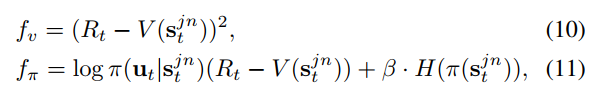 f_v = (R_t − V(s_t^{jn}))^2, (10)
f_π = log π(u_t|s_t^{jn})(R_t − V(s_t^{jn})) + β · H(π(s_t^{jn})), (11)